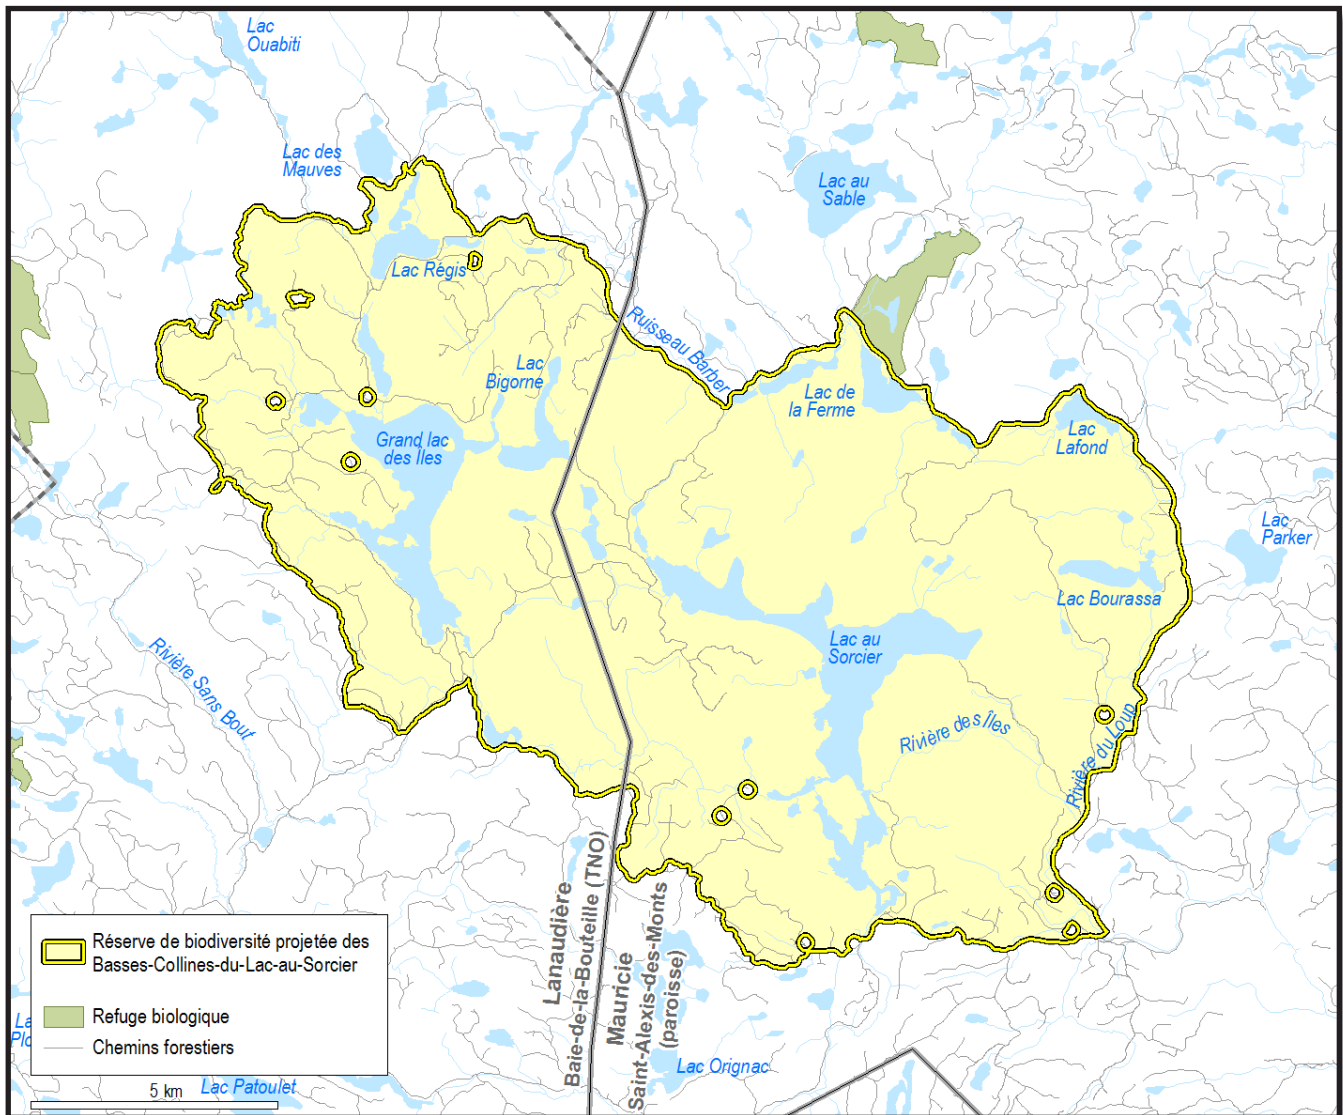 Lac
Ouabiti
Lac des
Mauves
Lac au
Sable
Lac Régis
Ruisseau Barber
Lac
Bigorne
Lac de
la Ferme
Lac
Lafond
Grand lac
des Îles
Lac
Parker
Lac Bourassa
Lac au
Sorcier
Rivière Sans Bout
Rivière des Îles
Rivière du Loup
Lanaudière
Baie-de-la-Bouteille (TNO)
Mauricie
Saint-Alexis-des-Monts
(paroisse)
Réserve de biodiversité projetée des
Basses-Collines-du-Lac-au-Sorcier
Refuge biologique
Chemins forestiers
Lac Orignac
5 km
Lac Patoulet